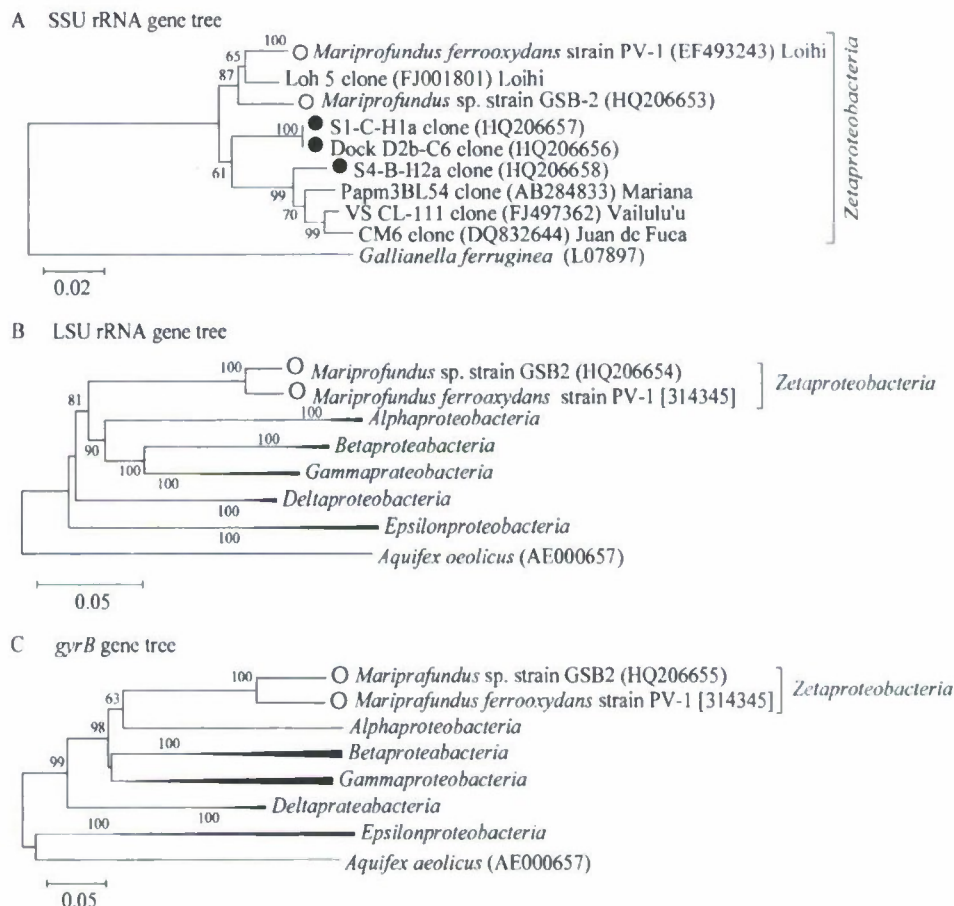 A SSU rRNA gene tree
100
Mariprofundus ferrooxydans strain PV-1 (EF493243) Loihi
65
87
Loh 5 clone (FJ001801) Loihi
Mariprofundus sp. strain GSB-2 (HQ206653)
100
S1-C-H1a clone (HQ206657)
Dock D2b-C6 clone (HQ206656)
61
S4-B-H2a clone (HQ206658)
99
Papm3BL54 clone (AB284833) Mariana
70
VS CL-111 clone (FJ497362) Vailulu'u
99
CM6 clone (DQ832644) Juan de Fuca
Gallianella ferruginea (L07897)
Zetaproteobacteria
0.02
B LSU rRNA gene tree
100
Mariprofundus sp. strain GSB2 (HQ206654)
Mariprofundus ferroaxydans strain PV-1 [314345]
Zetaproteobacteria
81
100
Alphaproteobacteria
90
100
Betaproteabacteria
100
100
Gammaprateobacteria
Deltaproteobacteria
100
Epsilonproteobacteria
100
Aquifex oeolicus (AE000657)
0.05
C gyrB gene tree
100
Mariprafundus sp. strain GSB2 (HQ206655)
Mariprofundus ferrooxydans strain PV-1 [314345]
Zetaproteobacteria
63
Alphaproteobacteria
98
100
Betaproteabacteria
99
Gammaproteobacteria
Deltaprateabacteria
100
100
Epsilonproteobacteria
Aquifex aeolicus (AE000657)
0.05